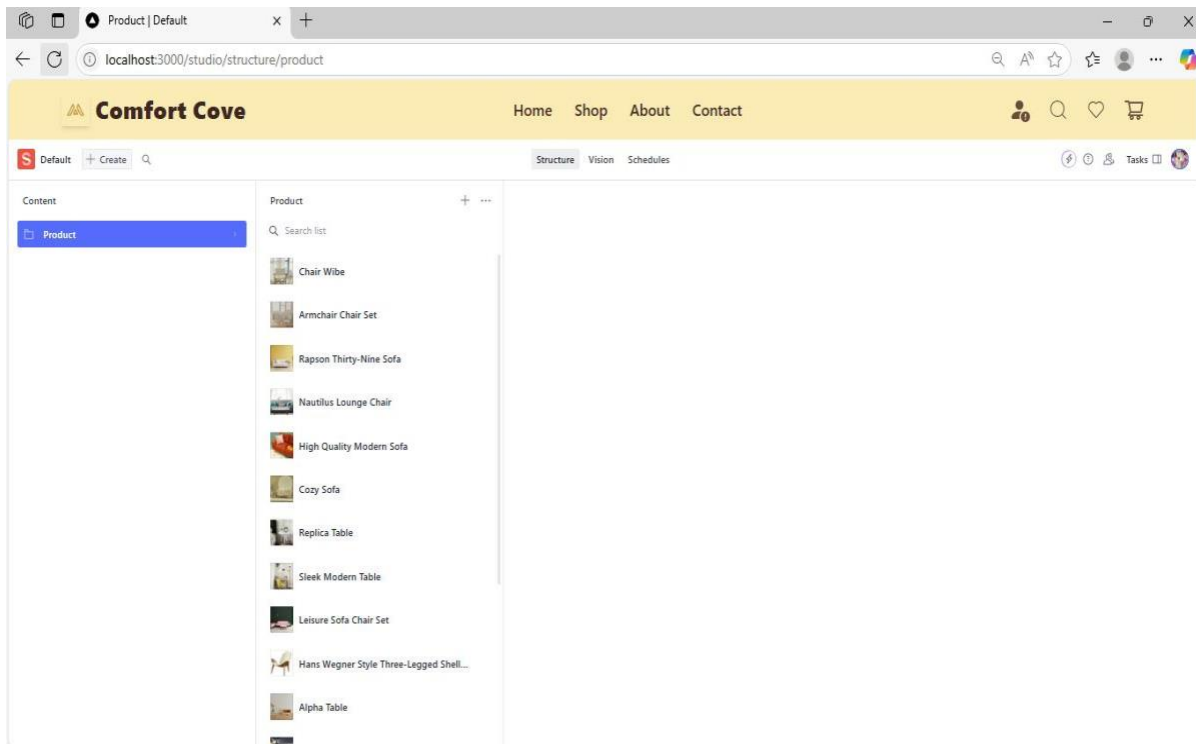 Product | Default
localhost:3000/studio/structure/product
Comfort Cove Home Shop About Contact
S Default + Create Structure Vision Schedules Tasks
Content
Product
Product
Search list
Chair Wibe
Armchair Chair Set
Rapson Thirty-Nine Sofa
Nautilus Lounge Chair
High Quality Modern Sofa
Cozy Sofa
Replica Table
Sleek Modern Table
Leisure Sofa Chair Set
Hans Wegner Style Three-Legged Shell...
Alpha Table